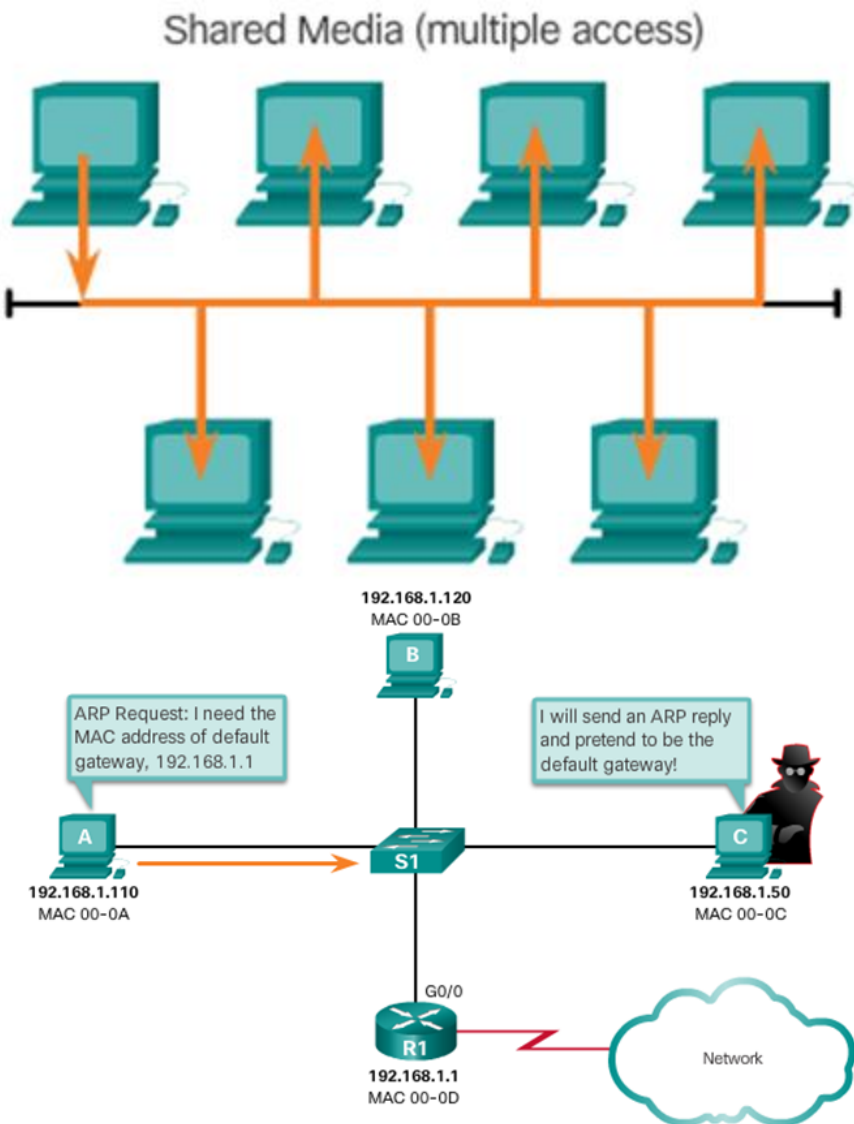 Shared Media (multiple access)
192.168.1.120
MAC 00-0B
B
ARP Request: I need the
MAC address of default
gateway, 192.168.1.1
I will send an ARP reply
and pretend to be the
default gateway!
A
S1
C
192.168.1.110
MAC 00-0A
192.168.1.50
MAC 00-0C
G0/0
R1
192.168.1.1
MAC 00-0D
Network